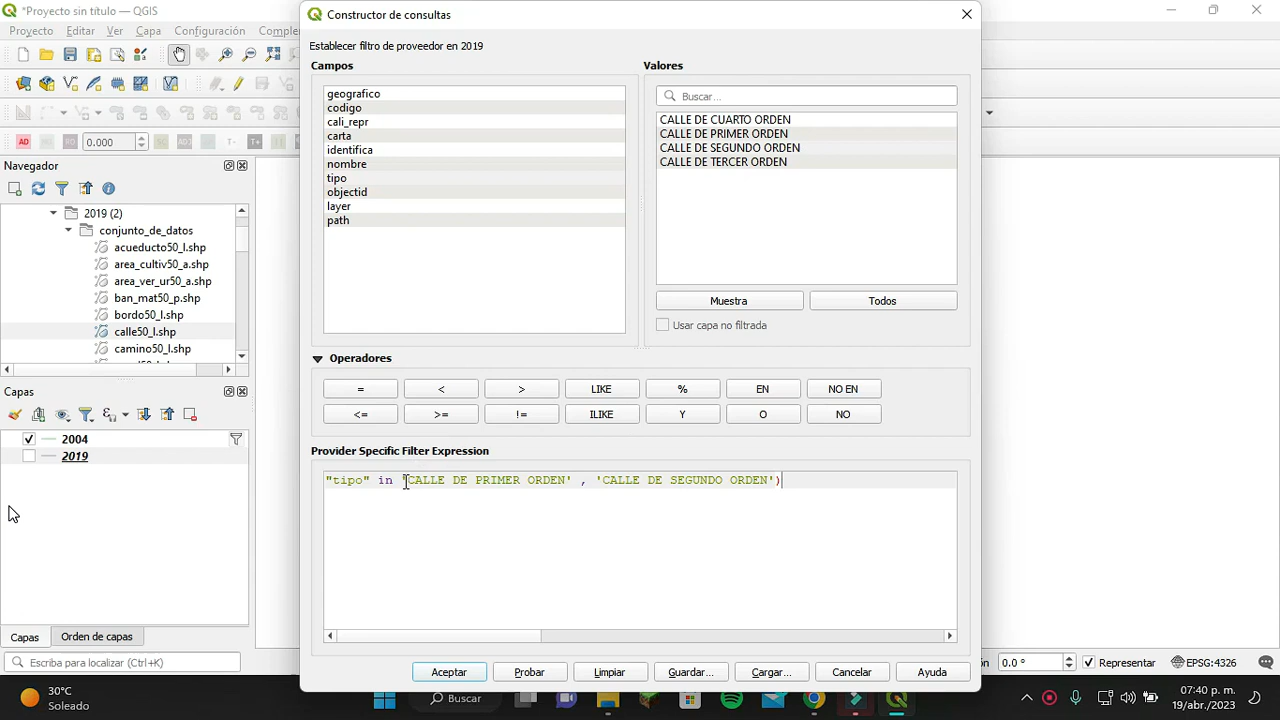 *Proyecto sin título — QGIS
Proyecto Editar Ver Capa Configuración Comple
0.000
Navegador
2019 (2)
conjunto_de_datos
acueducto50_l.shp
area_cultiv50_a.shp
area_ver_ur50_a.shp
ban_mat50_p.shp
bordo50_l.shp
calle50_l.shp
camino50_l.shp
Capas
2004
2019
Capas Orden de capas
Escriba para localizar (Ctrl+K)
Constructor de consultas
Establecer filtro de proveedor en 2019
Campos
geografico
codigo
cali_repr
carta
identifica
nombre
tipo
objectid
layer
path
Valores
Buscar...
CALLE DE CUARTO ORDEN
CALLE DE PRIMER ORDEN
CALLE DE SEGUNDO ORDEN
CALLE DE TERCER ORDEN
Muestra Todos
Usar capa no filtrada
Operadores
= < > LIKE % EN NO EN
<= >= != ILIKE Y O NO
Provider Specific Filter Expression
"tipo" in 'CALLE DE PRIMER ORDEN' , 'CALLE DE SEGUNDO ORDEN')
Aceptar Probar Limpiar Guardar... Cargar... Cancelar Ayuda
ón 0.0 ° Representar EPSG:4326
30°C
Soleado
Buscar
07:40 p. m.
19/abr./2023